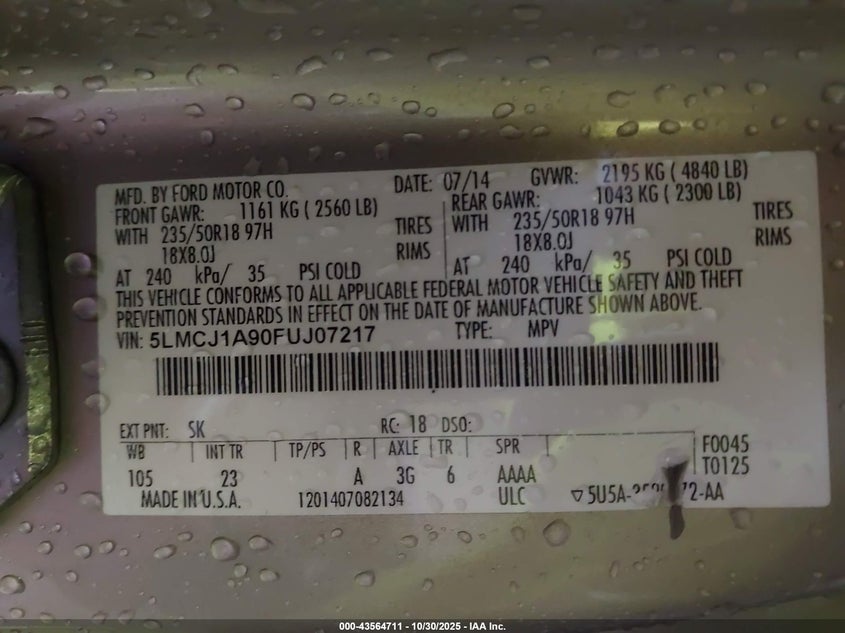 MFD. BY FORD MOTOR CO. DATE: 07/14 GVWR: 2195 KG ( 4840 LB)
FRONT GAWR: 1161 KG ( 2560 LB) REAR GAWR: 1043 KG ( 2300 LB)
WITH 235/50R18 97H TIRES WITH 235/50R18 97H TIRES
18X8.0J RIMS 18X8.0J RIMS
AT 240 kPa/ 35 PSI COLD AT 240 kPa/ 35 PSI COLD
THIS VEHICLE CONFORMS TO ALL APPLICABLE FEDERAL MOTOR VEHICLE SAFETY AND THEFT
PREVENTION STANDARDS IN EFFECT ON THE DATE OF MANUFACTURE SHOWN ABOVE.
VIN: 5LMCJ1A90FUJ07217 TYPE: MPV
EXT PNT: SK RC: 18 DSO:
WB INT TR TP/PS R AXLE TR SPR F0045
105 23 A 3G 6 AAAA T0125
MADE IN U.S.A. 1201407082134 ULC
000-43564711 - 10/30/2025 - IAA Inc.